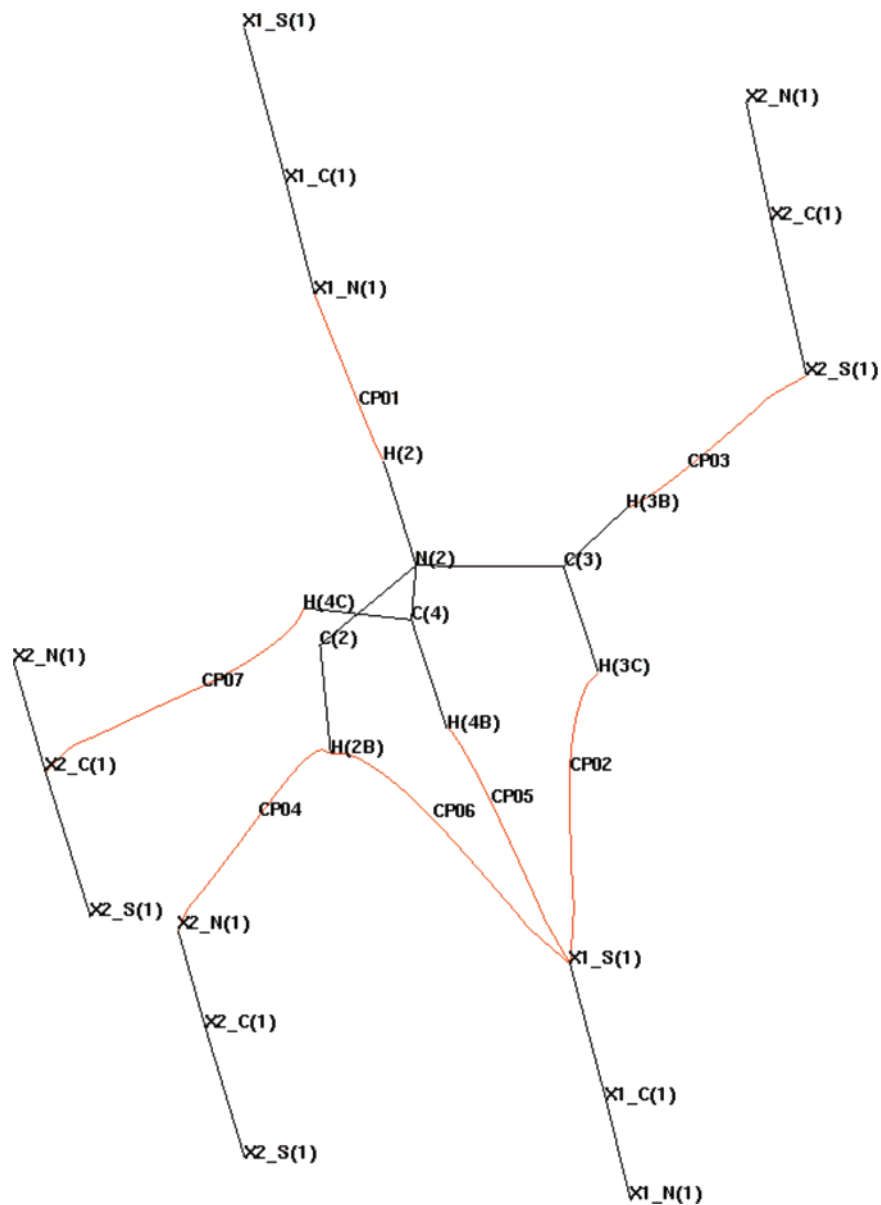 X1_S(1)
X2_N(1)
X1_C(1)
X2_C(1)
X1_N(1)
X2_S(1)
CP01
H(2)
CP03
H(3B)
N(2)
C(3)
H(4C)
C(4)
C(2)
X2_N(1)
H(3C)
CP07
H(4B)
H(2B)
X2_C(1)
CP02
CP05
CP04
CP06
X2_S(1)
X2_N(1)
X1_S(1)
X2_C(1)
X1_C(1)
X2_S(1)
X1_N(1)